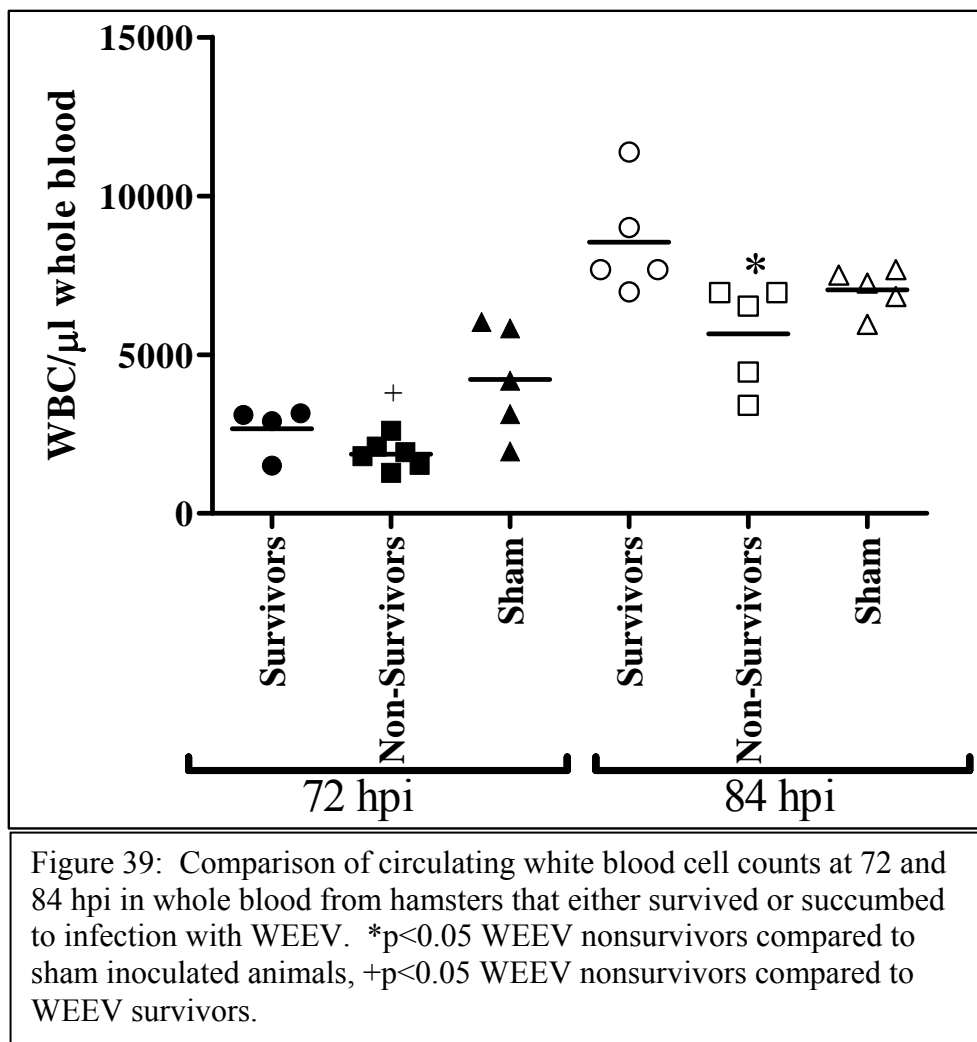 15000
10000
5000
0
WBC/µl whole blood
+
*
Survivors
Non-Survivors
Sham
Survivors
Non-Survivors
Sham
72 hpi
84 hpi
Figure 39: Comparison of circulating white blood cell counts at 72 and
84 hpi in whole blood from hamsters that either survived or succumbed
to infection with WEEV. *p<0.05 WEEV nonsurvivors compared to
sham inoculated animals, +p<0.05 WEEV nonsurvivors compared to
WEEV survivors.